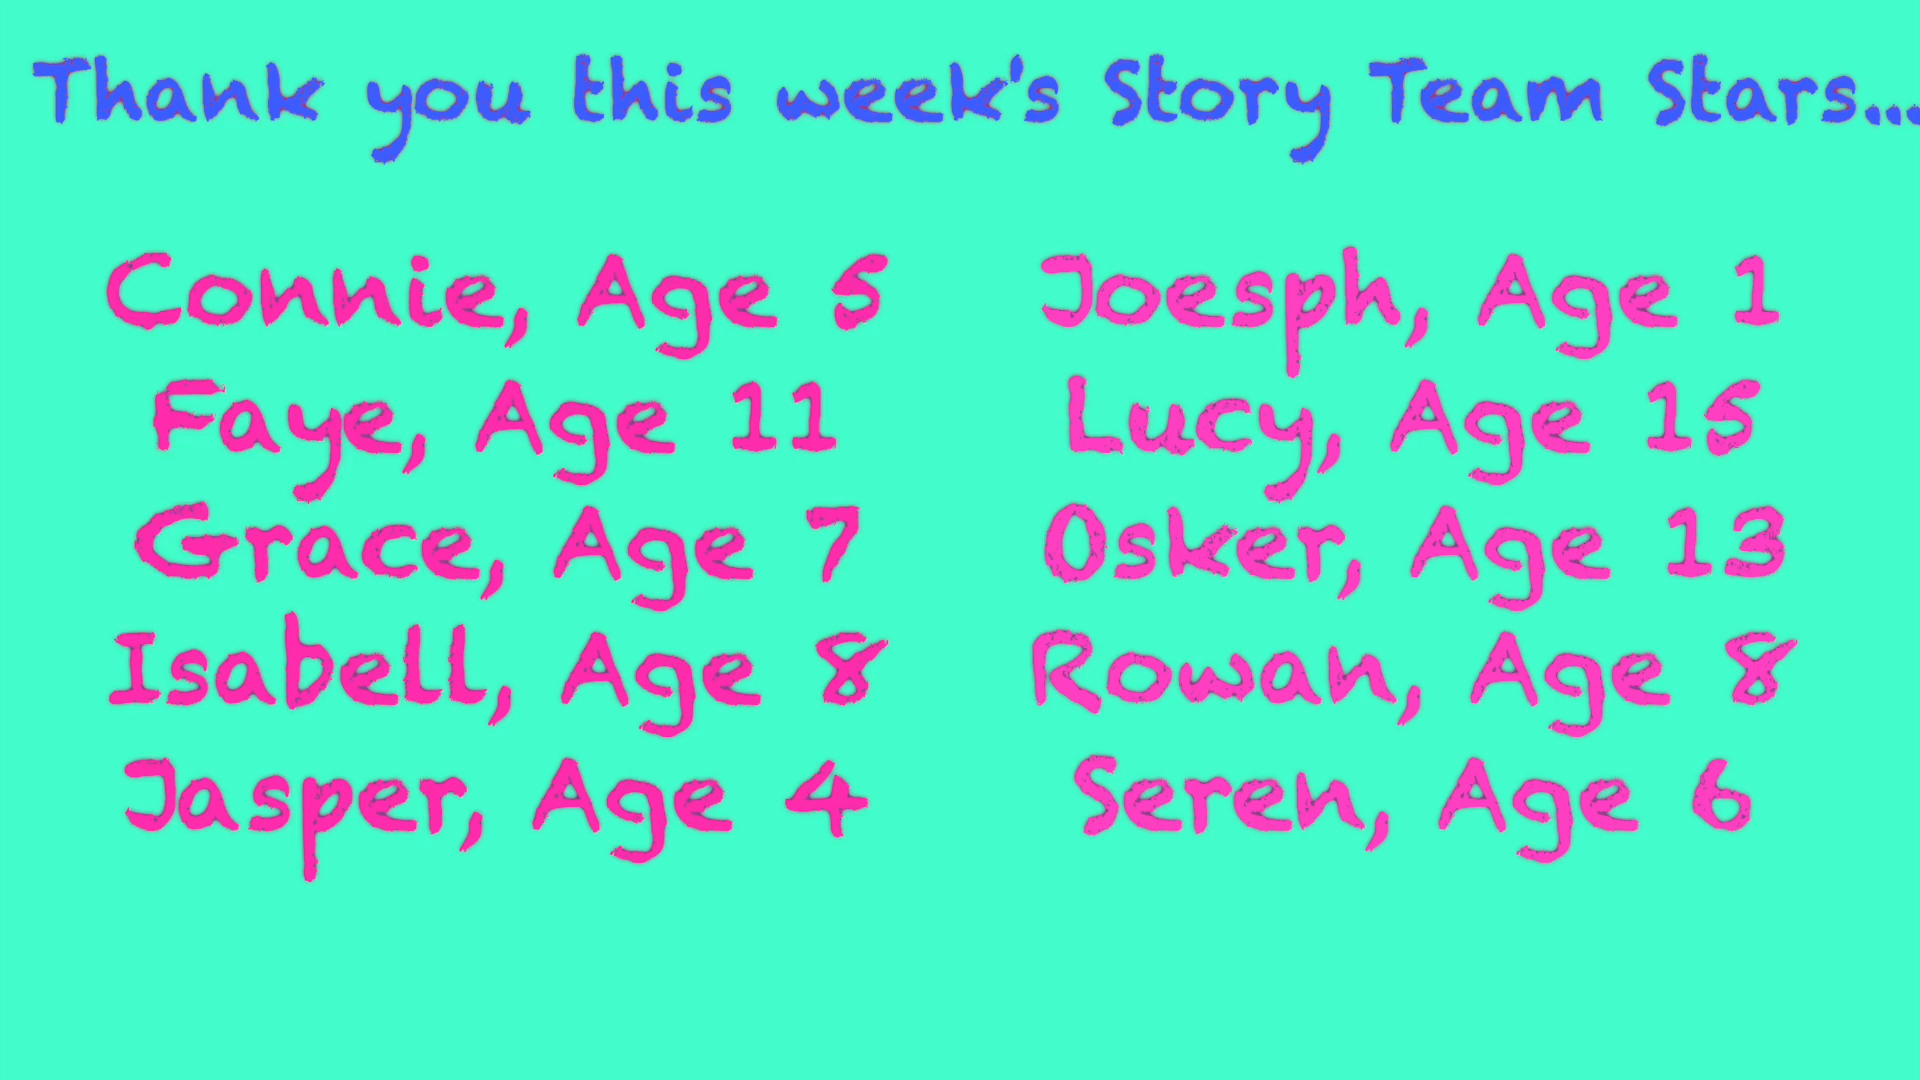 Thank you this week's Story Team Stars...
Connie, Age 5
Faye, Age 11
Grace, Age 7
Isabell, Age 8
Jasper, Age 4
Joesph, Age 1
Lucy, Age 15
Osker, Age 13
Rowan, Age 8
Seren, Age 6